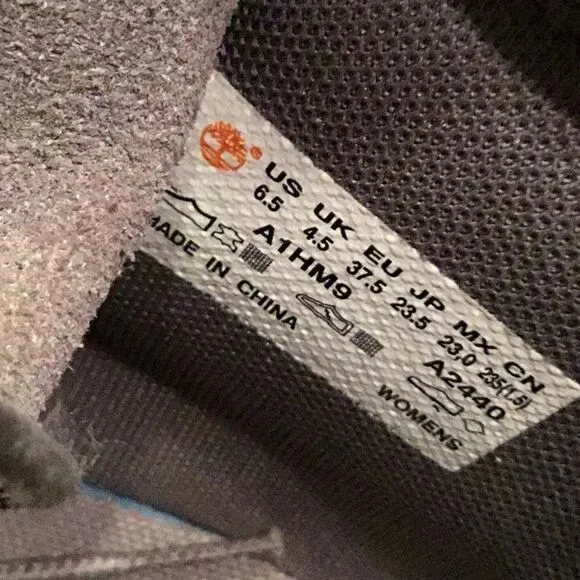 ®
US UK EU JP MX CN
6.5 4.5 37.5 23.5 23.0 235(1.5)
A1HM9 A2440
MADE IN CHINA WOMENS